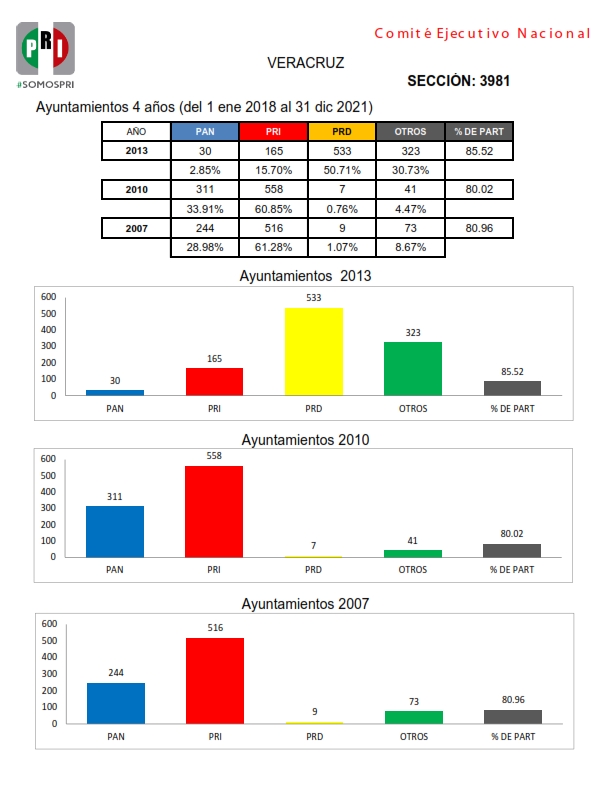 Comité Ejecutivo Nacional
PRI
#SOMOSPRI
VERACRUZ
SECCIÓN: 3981
Ayuntamientos 4 años (del 1 ene 2018 al 31 dic 2021)
AÑO PAN PRI PRD OTROS % DE PART
2013 30 165 533 323 85.52
2.85% 15.70% 50.71% 30.73%
2010 311 558 7 41 80.02
33.91% 60.85% 0.76% 4.47%
2007 244 516 9 73 80.96
28.98% 61.28% 1.07% 8.67%
Ayuntamientos 2013
600
500
400
300
200
100
0
30 165 533 323 85.52
PAN PRI PRD OTROS % DE PART
Ayuntamientos 2010
600
500
400
300
200
100
0
311 558 7 41 80.02
PAN PRI PRD OTROS % DE PART
Ayuntamientos 2007
600
500
400
300
200
100
0
244 516 9 73 80.96
PAN PRI PRD OTROS % DE PART